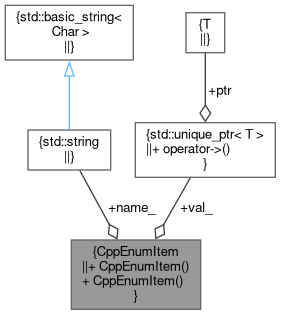 {std::basic_string<
Char >
||}
{T
||}
+ptr
{std::string
||}
{std::unique_ptr< T >
||+ operator->()
}
+name_
+val_
{CppEnumItem
||+ CppEnumItem()
+ CppEnumItem()
}